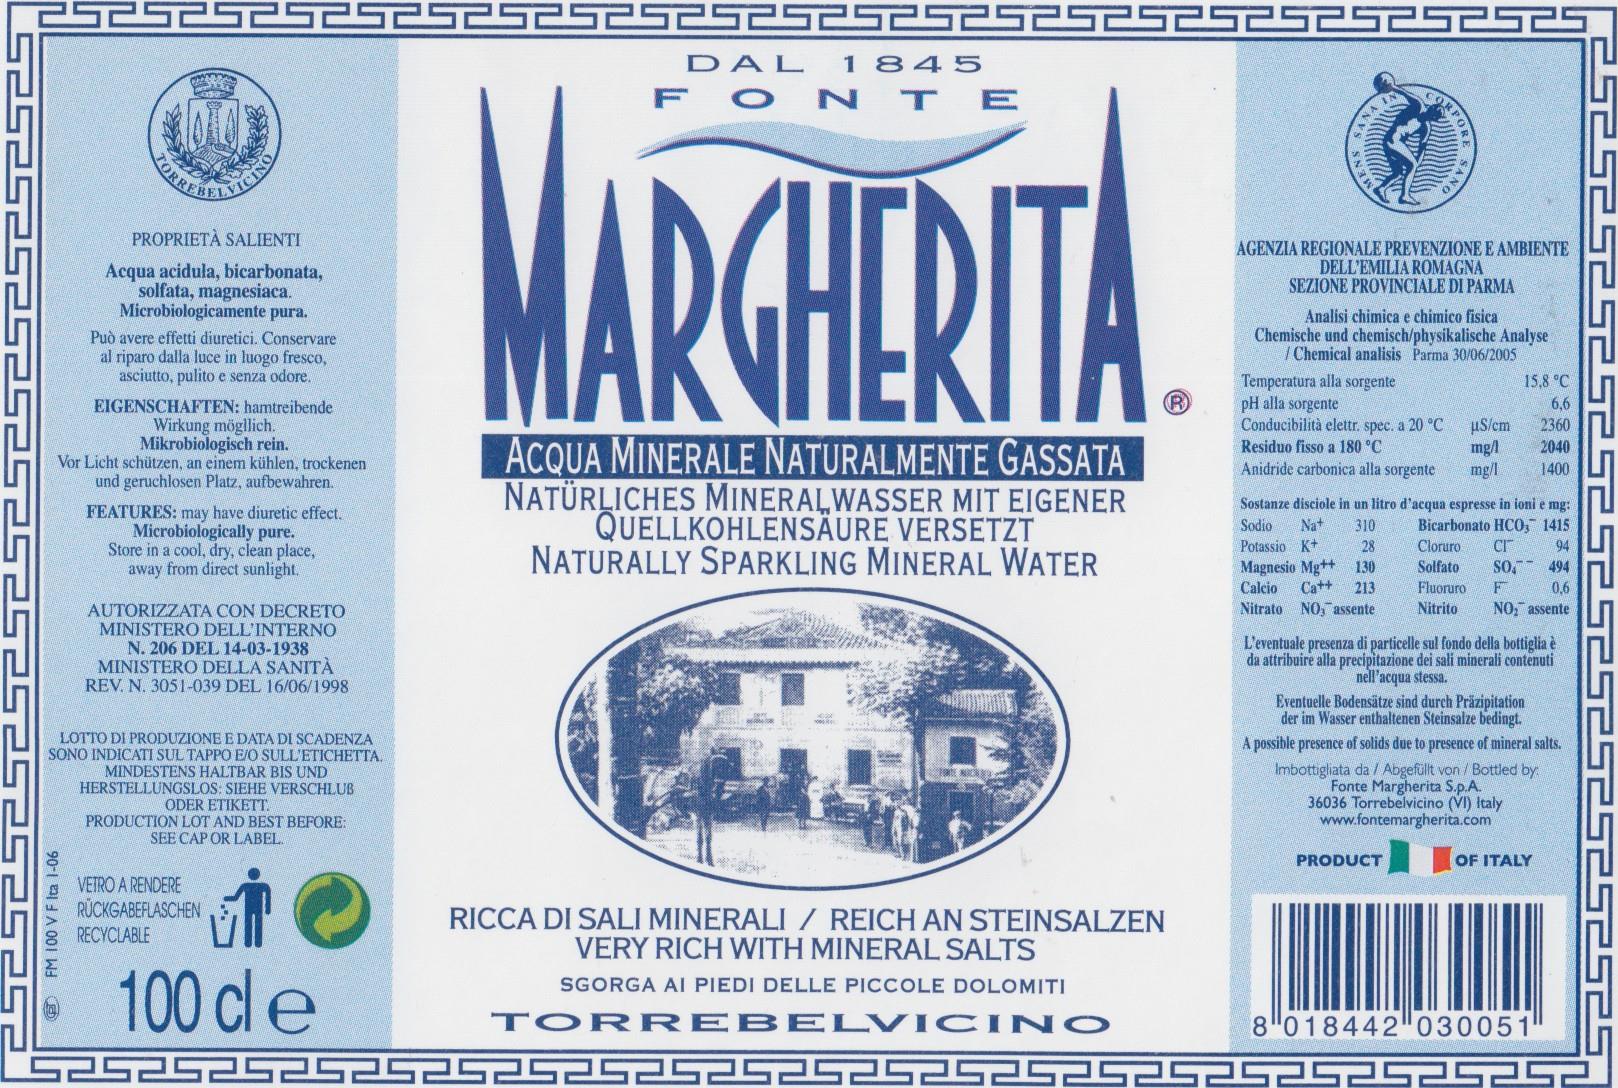 TORREBELVICINO
PROPRIETÀ SALIENTI
Acqua acidula, bicarbonata,
solfata, magnesiaca.
Microbiologicamente pura.
Può avere effetti diuretici. Conservare
al riparo dalla luce in luogo fresco,
asciutto, pulito e senza odore.
EIGENSCHAFTEN: hamtreibende
Wirkung mögllich.
Mikrobiologisch rein.
Vor Licht schützen, an einem kühlen, trockenen
und geruchlosen Platz, aufbewahren.
FEATURES: may have diuretic effect.
Microbiologically pure.
Store in a cool, dry, clean place,
away from direct sunlight.
AUTORIZZATA CON DECRETO
MINISTERO DELL'INTERNO
N. 206 DEL 14-03-1938
MINISTERO DELLA SANITÀ
REV. N. 3051-039 DEL 16/06/1998
LOTTO DI PRODUZIONE E DATA DI SCADENZA
SONO INDICATI SUL TAPPO E/O SULL'ETICHETTA.
MINDESTENS HALTBAR BIS UND
HERSTELLUNGSLOS: SIEHE VERSCHLUß
ODER ETIKETT.
PRODUCTION LOT AND BEST BEFORE:
SEE CAP OR LABEL.
FM 100 V F Ita 1-06
VETRO A RENDERE
RÜCKGABEFLASCHEN
RECYCLABLE
100 cl e
DAL 1845
FONTE
MARGHERITA ®
ACQUA MINERALE NATURALMENTE GASSATA
NATÜRLICHES MINERALWASSER MIT EIGENER
QUELLKOHLENSÄURE VERSETZT
NATURALLY SPARKLING MINERAL WATER
RICCA DI SALI MINERALI / REICH AN STEINSALZEN
VERY RICH WITH MINERAL SALTS
SGORGA AI PIEDI DELLE PICCOLE DOLOMITI
TORREBELVICINO
MENS SANA IN CORPORE SANO
AGENZIA REGIONALE PREVENZIONE E AMBIENTE
DELL'EMILIA ROMAGNA
SEZIONE PROVINCIALE DI PARMA
Analisi chimica e chimico fisica
Chemische und chemisch/physikalische Analyse
/ Chemical analisis Parma 30/06/2005
Temperatura alla sorgente 15,8 °C
pH alla sorgente 6,6
Conducibilità elettr. spec. a 20 °C µS/cm 2360
Residuo fisso a 180 °C mg/l 2040
Anidride carbonica alla sorgente mg/l 1400
Sostanze disciole in un litro d'acqua espresse in ioni e mg:
Sodio Na+ 310 Bicarbonato HCO3- 1415
Potassio K+ 28 Cloruro Cl- 94
Magnesio Mg++ 130 Solfato SO4-- 494
Calcio Ca++ 213 Fluoruro F- 0,6
Nitrato NO3- assente Nitrito NO2- assente
L'eventuale presenza di particelle sul fondo della bottiglia è
da attribuire alla precipitazione dei sali minerali contenuti
nell'acqua stessa.
Eventuelle Bodensätze sind durch Präzipitation
der im Wasser enthaltenen Steinsalze bedingt.
A possible presence of solids due to presence of mineral salts.
Imbottigliata da / Abgefüllt von / Bottled by:
Fonte Margherita S.p.A.
36036 Torrebelvicino (VI) Italy
www.fontemargherita.com
PRODUCT OF ITALY
8 018442 030051